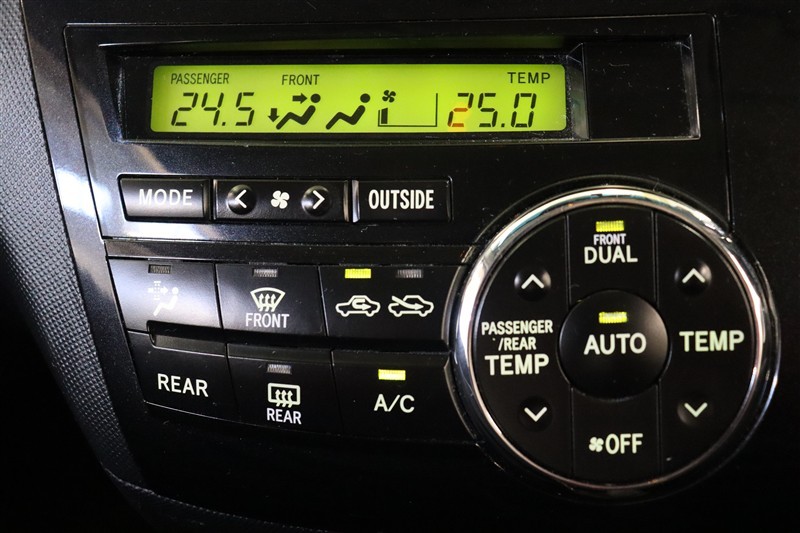 PASSENGER FRONT TEMP
24.5 25.0
MODE OUTSIDE
FRONT
DUAL
FRONT
PASSENGER
/REAR
TEMP
AUTO
TEMP
REAR
REAR
A/C
OFF